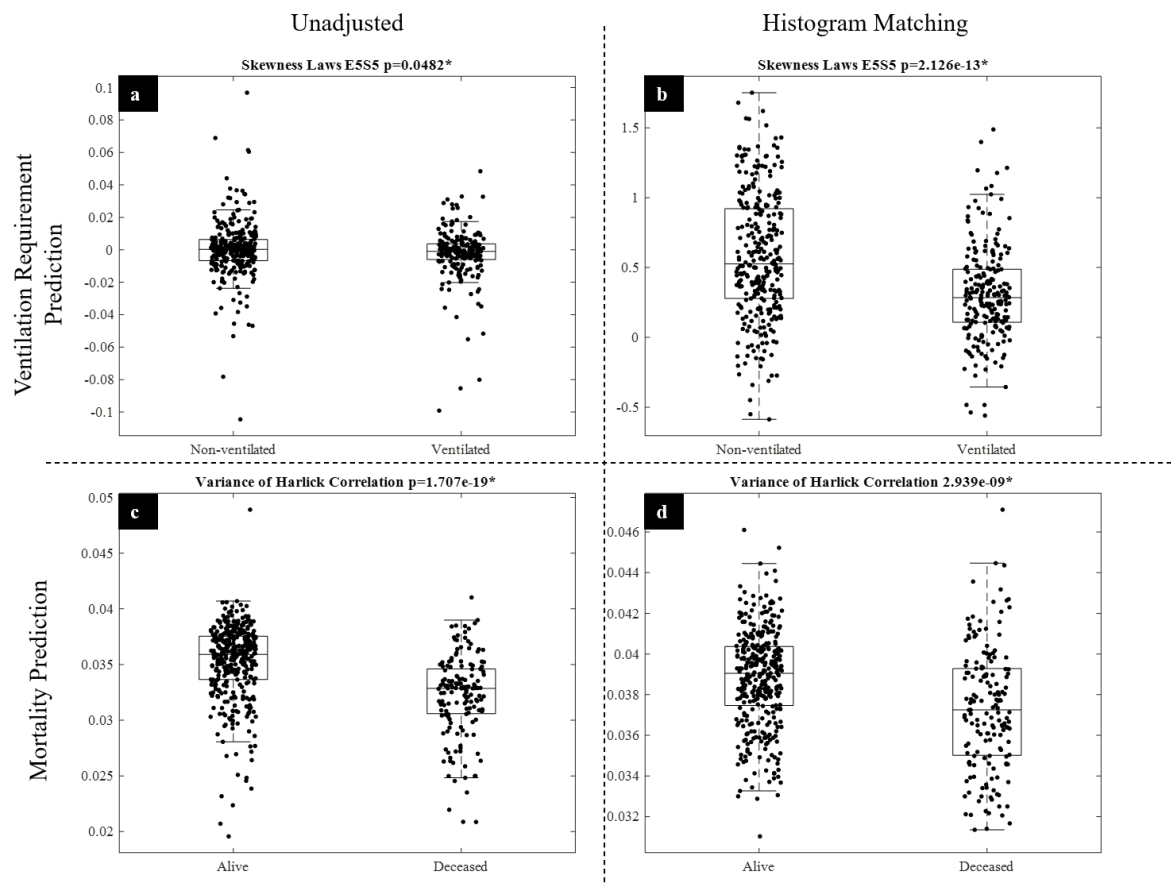 Unadjusted
Histogram Matching
Ventilation Requirement
Prediction
Skewness Laws E5S5 p=0.0482*
a
0.1
0.08
0.06
0.04
0.02
0
-0.02
-0.04
-0.06
-0.08
-0.1
Non-ventilated
Ventilated
Skewness Laws E5S5 p=2.126e-13*
b
1.5
1
0.5
0
-0.5
Non-ventilated
Ventilated
Mortality Prediction
Variance of Harlick Correlation p=1.707e-19*
c
0.05
0.045
0.04
0.035
0.03
0.025
0.02
Alive
Deceased
Variance of Harlick Correlation 2.939e-09*
d
0.046
0.044
0.042
0.04
0.038
0.036
0.034
0.032
Alive
Deceased